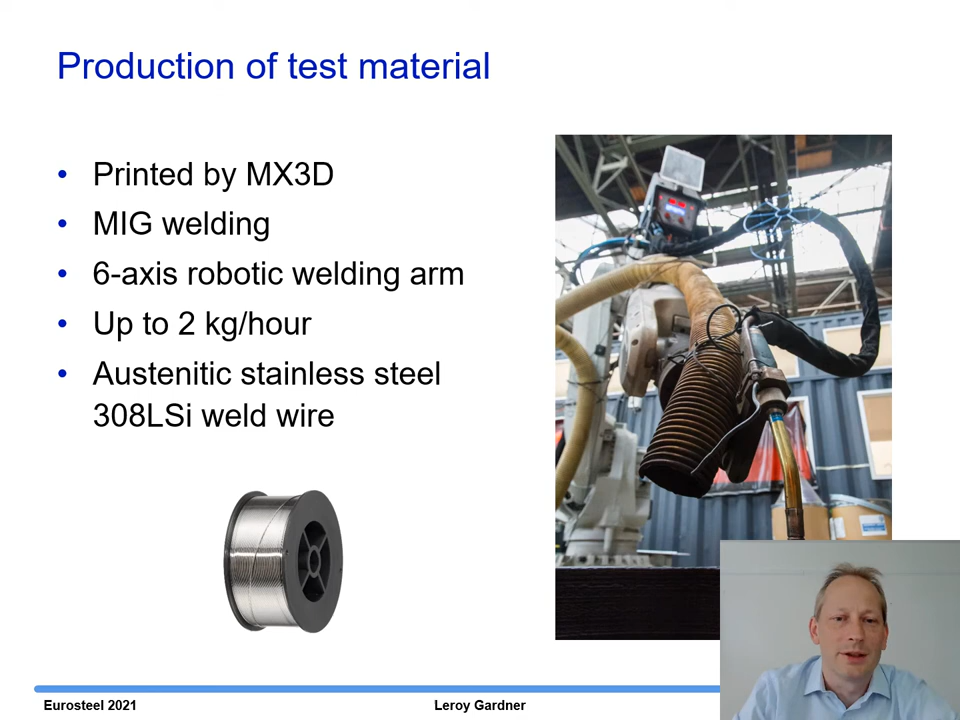 Production of test material
• Printed by MX3D
• MIG welding
• 6-axis robotic welding arm
• Up to 2 kg/hour
• Austenitic stainless steel
308LSi weld wire
Eurosteel 2021
Leroy Gardner